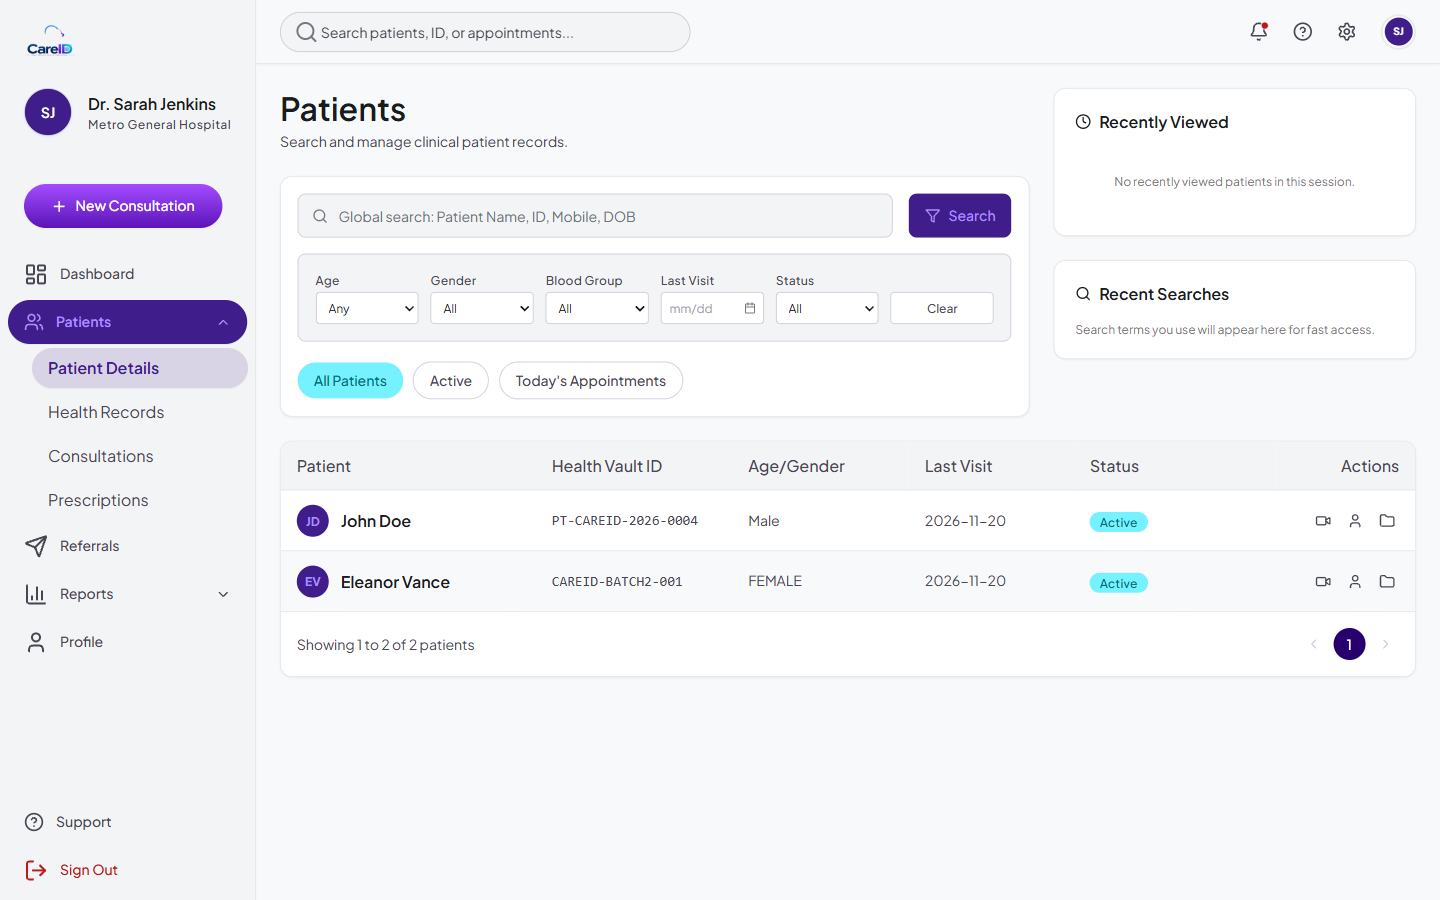 CareID
SJ
Dr. Sarah Jenkins
Metro General Hospital
New Consultation
Dashboard
Patients
Patient Details
Health Records
Consultations
Prescriptions
Referrals
Reports
Profile
Support
Sign Out
Search patients, ID, or appointments...
SJ
Patients
Search and manage clinical patient records.
Global search: Patient Name, ID, Mobile, DOB
Search
Age
Gender
Blood Group
Last Visit
Status
Any
All
All
mm/dd
All
Clear
All Patients
Active
Today's Appointments
Recently Viewed
No recently viewed patients in this session.
Recent Searches
Search terms you use will appear here for fast access.
Patient Health Vault ID Age/Gender Last Visit Status Actions
JD John Doe PT-CAREID-2026-0004 Male 2026-11-20 Active
EV Eleanor Vance CAREID-BATCH2-001 FEMALE 2026-11-20 Active
Showing 1 to 2 of 2 patients
1